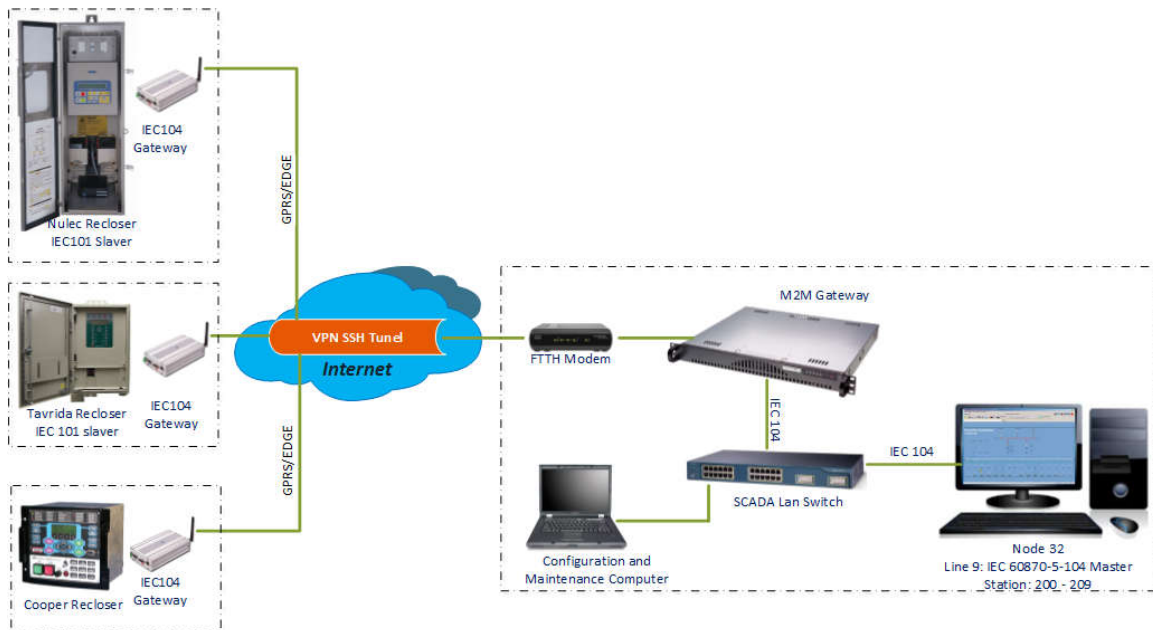 IEC104
Gateway
Nulec Recloser
IEC101 Slaver
GPRS/EDGE
IEC104
Gateway
Tavrida Recloser
IEC 101 slaver
GPRS/EDGE
IEC104
Gateway
Cooper Recloser
VPN SSH Tunel
Internet
FTTH Modem
M2M Gateway
IEC 104
IEC 104
SCADA Lan Switch
Configuration and
Maintenance Computer
Node 32
Line 9: IEC 60870-5-104 Master
Station: 200 - 209